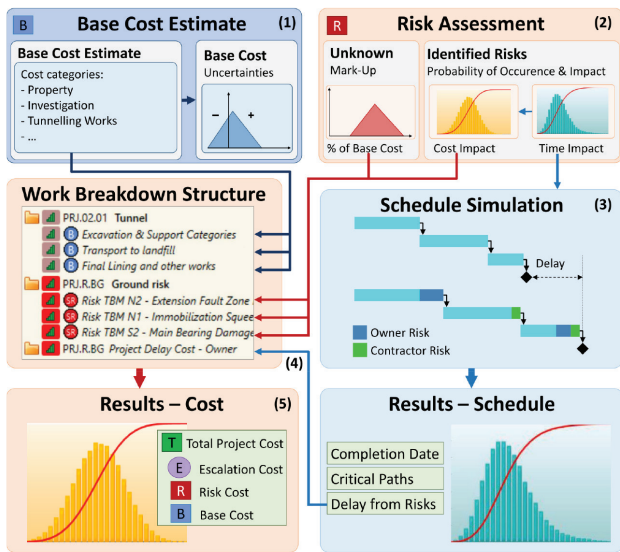 B Base Cost Estimate (1)
Base Cost Estimate
Cost categories:
- Property
- Investigation
- Tunnelling Works
- ...
Base Cost
Uncertainties
− +
R Risk Assessment (2)
Unknown
Mark-Up
% of Base Cost
Identified Risks
Probability of Occurence & Impact
Cost Impact
Time Impact
Work Breakdown Structure
PRJ.02.01 Tunnel
B Excavation & Support Categories
B Transport to landfill
B Final Lining and other works
PRJ.R.BG Ground risk
SR Risk TBM N2 - Extension Fault Zone
SR Risk TBM N1 - Immobilization Squee
SR Risk TBM S2 - Main Bearing Damage
PRJ.R.BG Project Delay Cost - Owner
(4)
Schedule Simulation (3)
Delay
Owner Risk
Contractor Risk
Results – Cost (5)
T Total Project Cost
E Escalation Cost
R Risk Cost
B Base Cost
Results – Schedule
Completion Date
Critical Paths
Delay from Risks